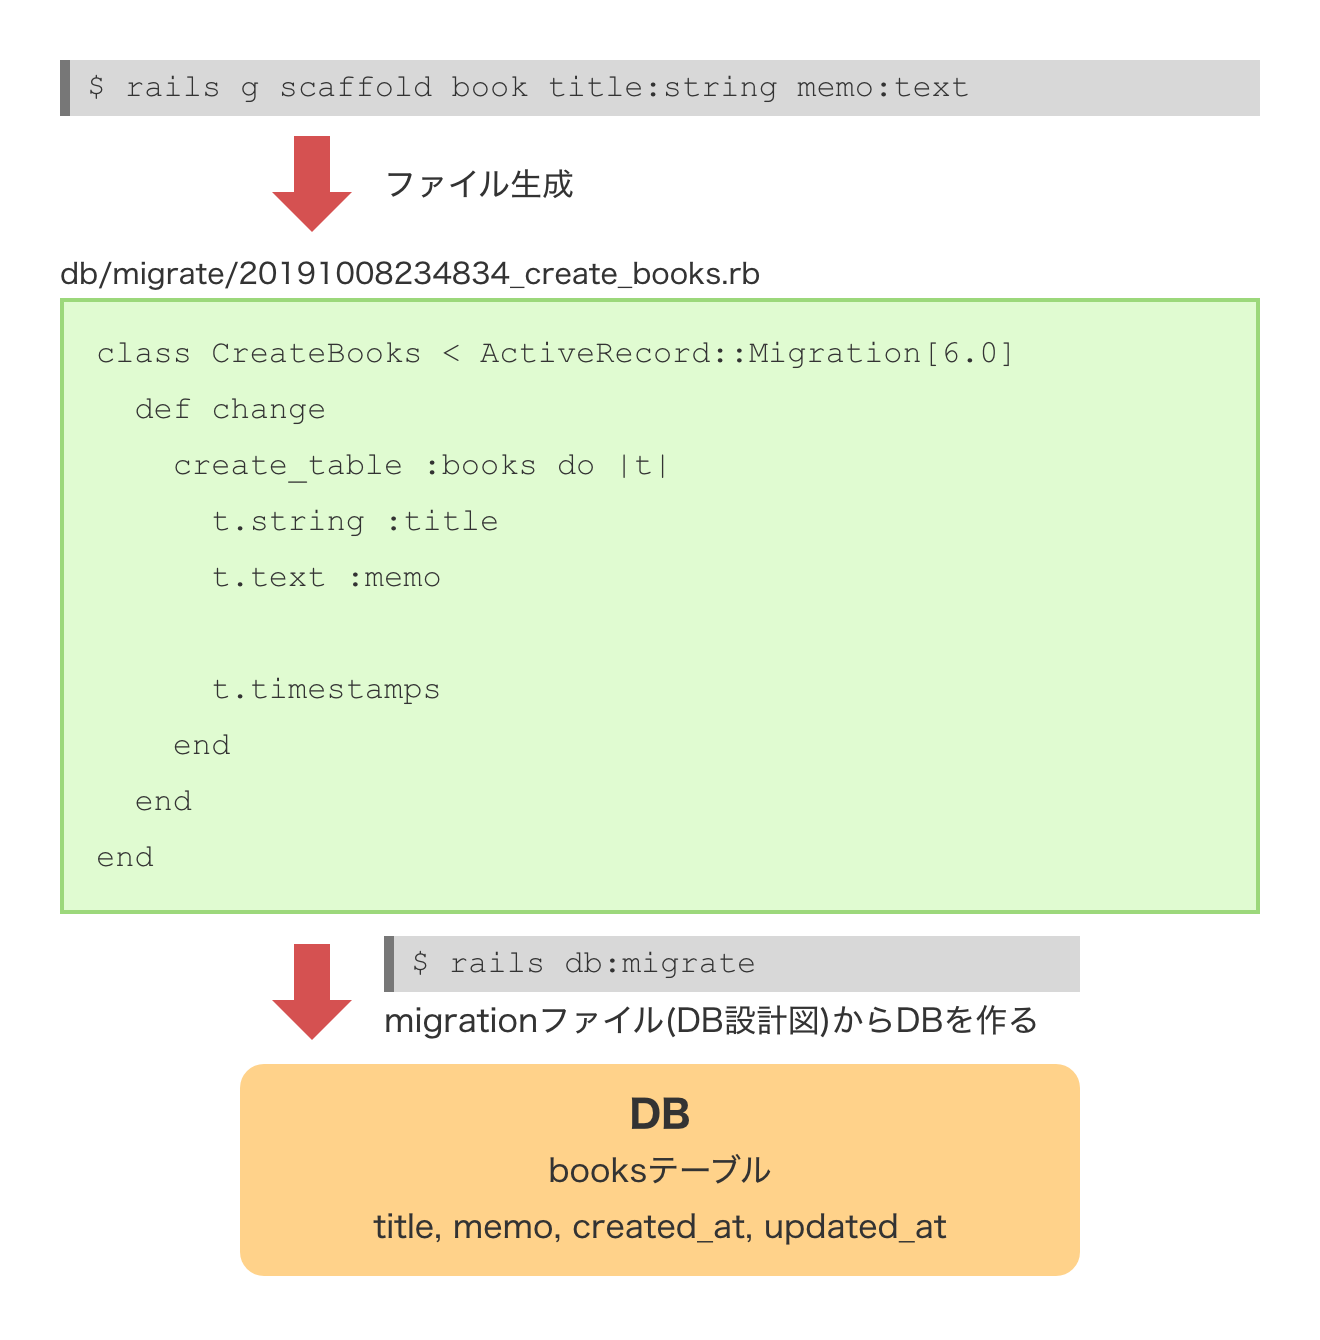 $ rails g scaffold book title:string memo:text
ファイル生成
db/migrate/20191008234834_create_books.rb
class CreateBooks < ActiveRecord::Migration[6.0]
  def change
    create_table :books do |t|
      t.string :title
      t.text :memo

      t.timestamps
    end
  end
end
$ rails db:migrate
migrationファイル(DB設計図)からDBを作る
DB
booksテーブル
title, memo, created_at, updated_at